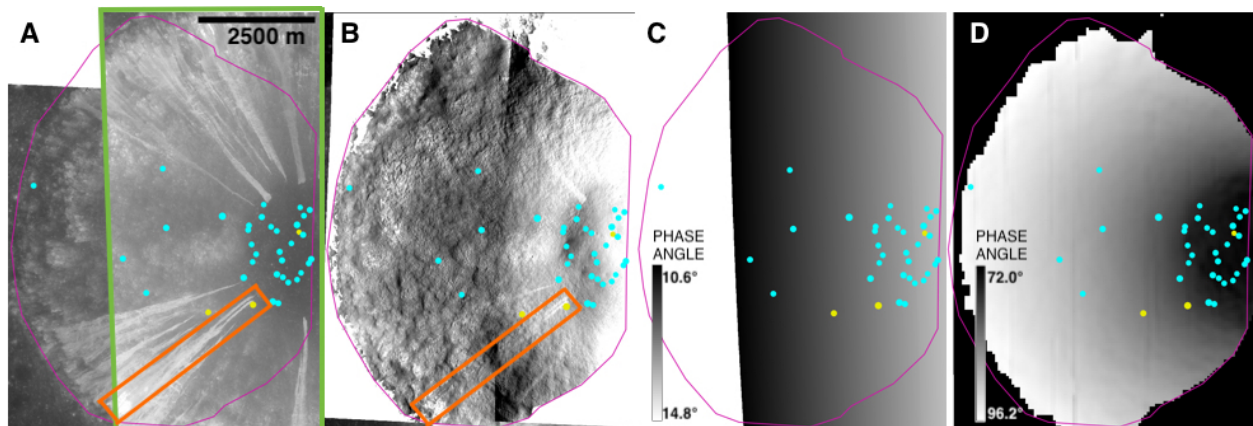 A
2500 m
B
C
PHASE
ANGLE
10.6°
14.8°
D
PHASE
ANGLE
72.0°
96.2°